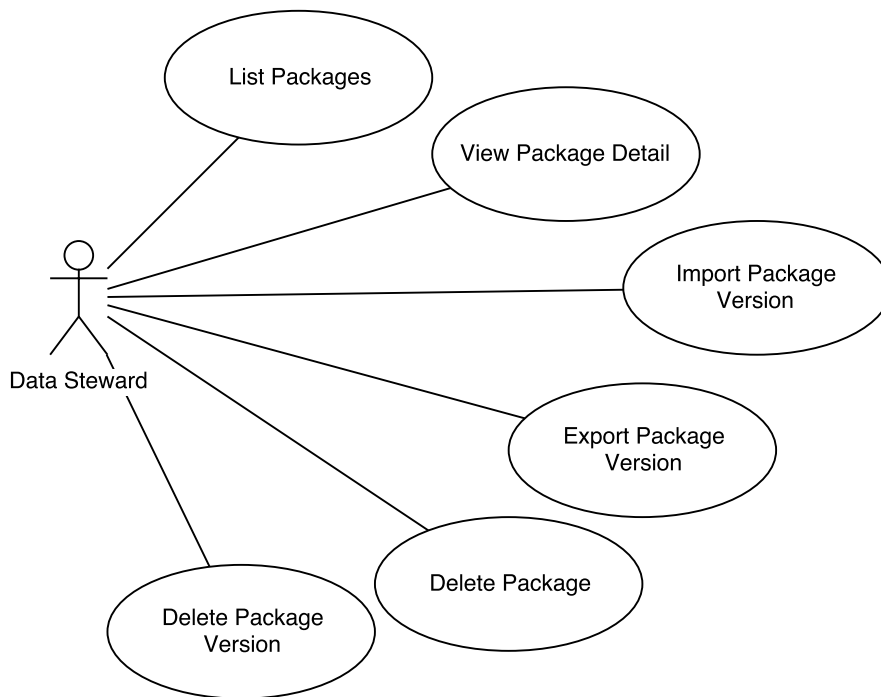 List Packages
View Package Detail
Import Package
Version
Data Steward
Export Package
Version
Delete Package
Delete Package
Version